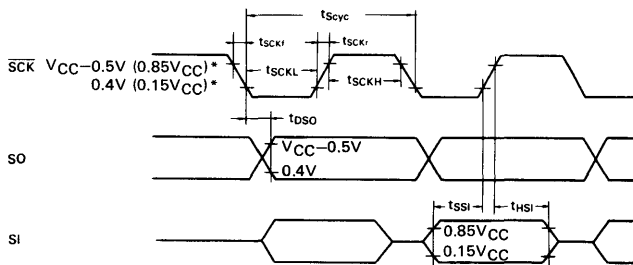 tScyc
tSCKf
tSCKr
SCK VCC−0.5V (0.85VCC)*
0.4V (0.15VCC)*
tSCKL
tSCKH
tDSO
SO
VCC−0.5V
0.4V
tSSI
tHSI
SI
0.85VCC
0.15VCC